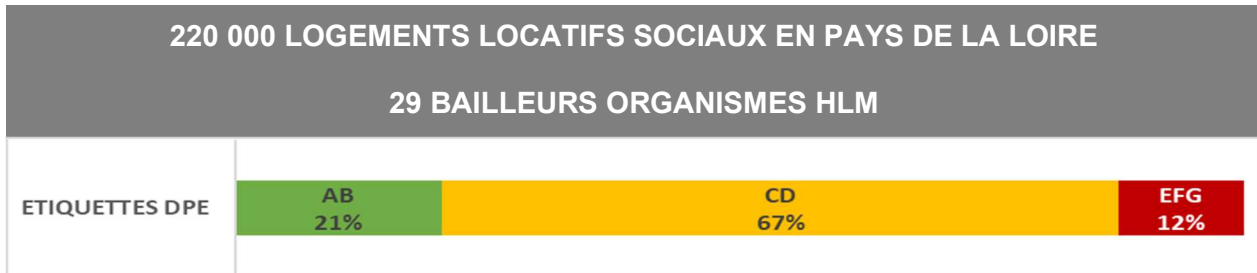 220 000 LOGEMENTS LOCATIFS SOCIAUX EN PAYS DE LA LOIRE
29 BAILLEURS ORGANISMES HLM
ETIQUETTES DPE
AB
21%
CD
67%
EFG
12%